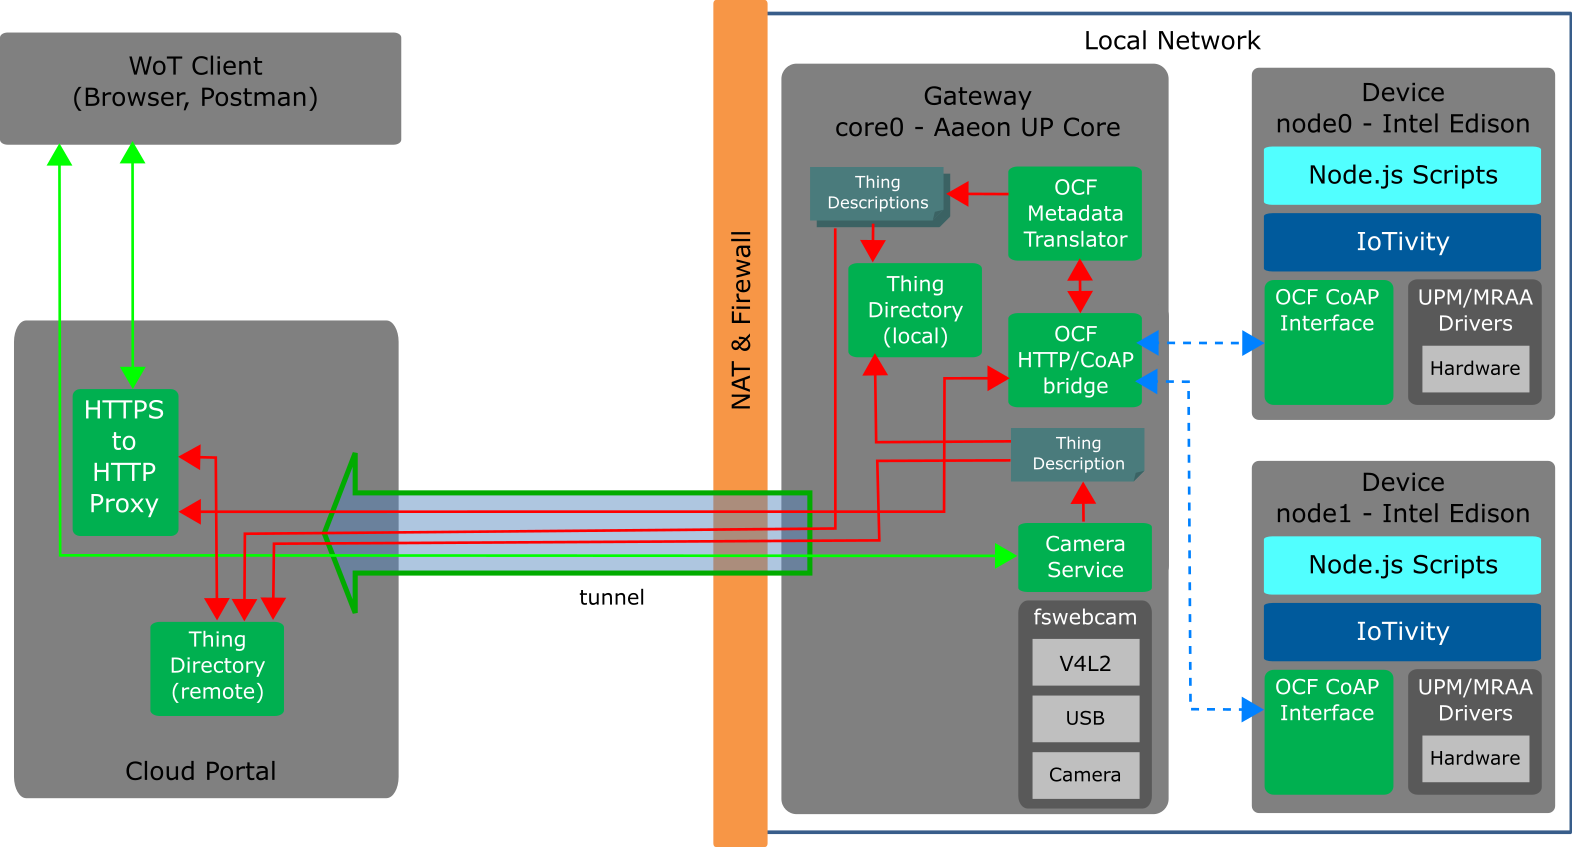 WoT Client
(Browser, Postman)
HTTPS
to
HTTP
Proxy
Thing
Directory
(remote)
Cloud Portal
tunnel
NAT & Firewall
Local Network
Gateway
core0 - Aaeon UP Core
Thing
Descriptions
OCF
Metadata
Translator
Thing
Directory
(local)
OCF
HTTP/CoAP
bridge
Thing
Description
Camera
Service
fswebcam
V4L2
USB
Camera
Device
node0 - Intel Edison
Node.js Scripts
IoTivity
OCF CoAP
Interface
UPM/MRAA
Drivers
Hardware
Device
node1 - Intel Edison
Node.js Scripts
IoTivity
OCF CoAP
Interface
UPM/MRAA
Drivers
Hardware